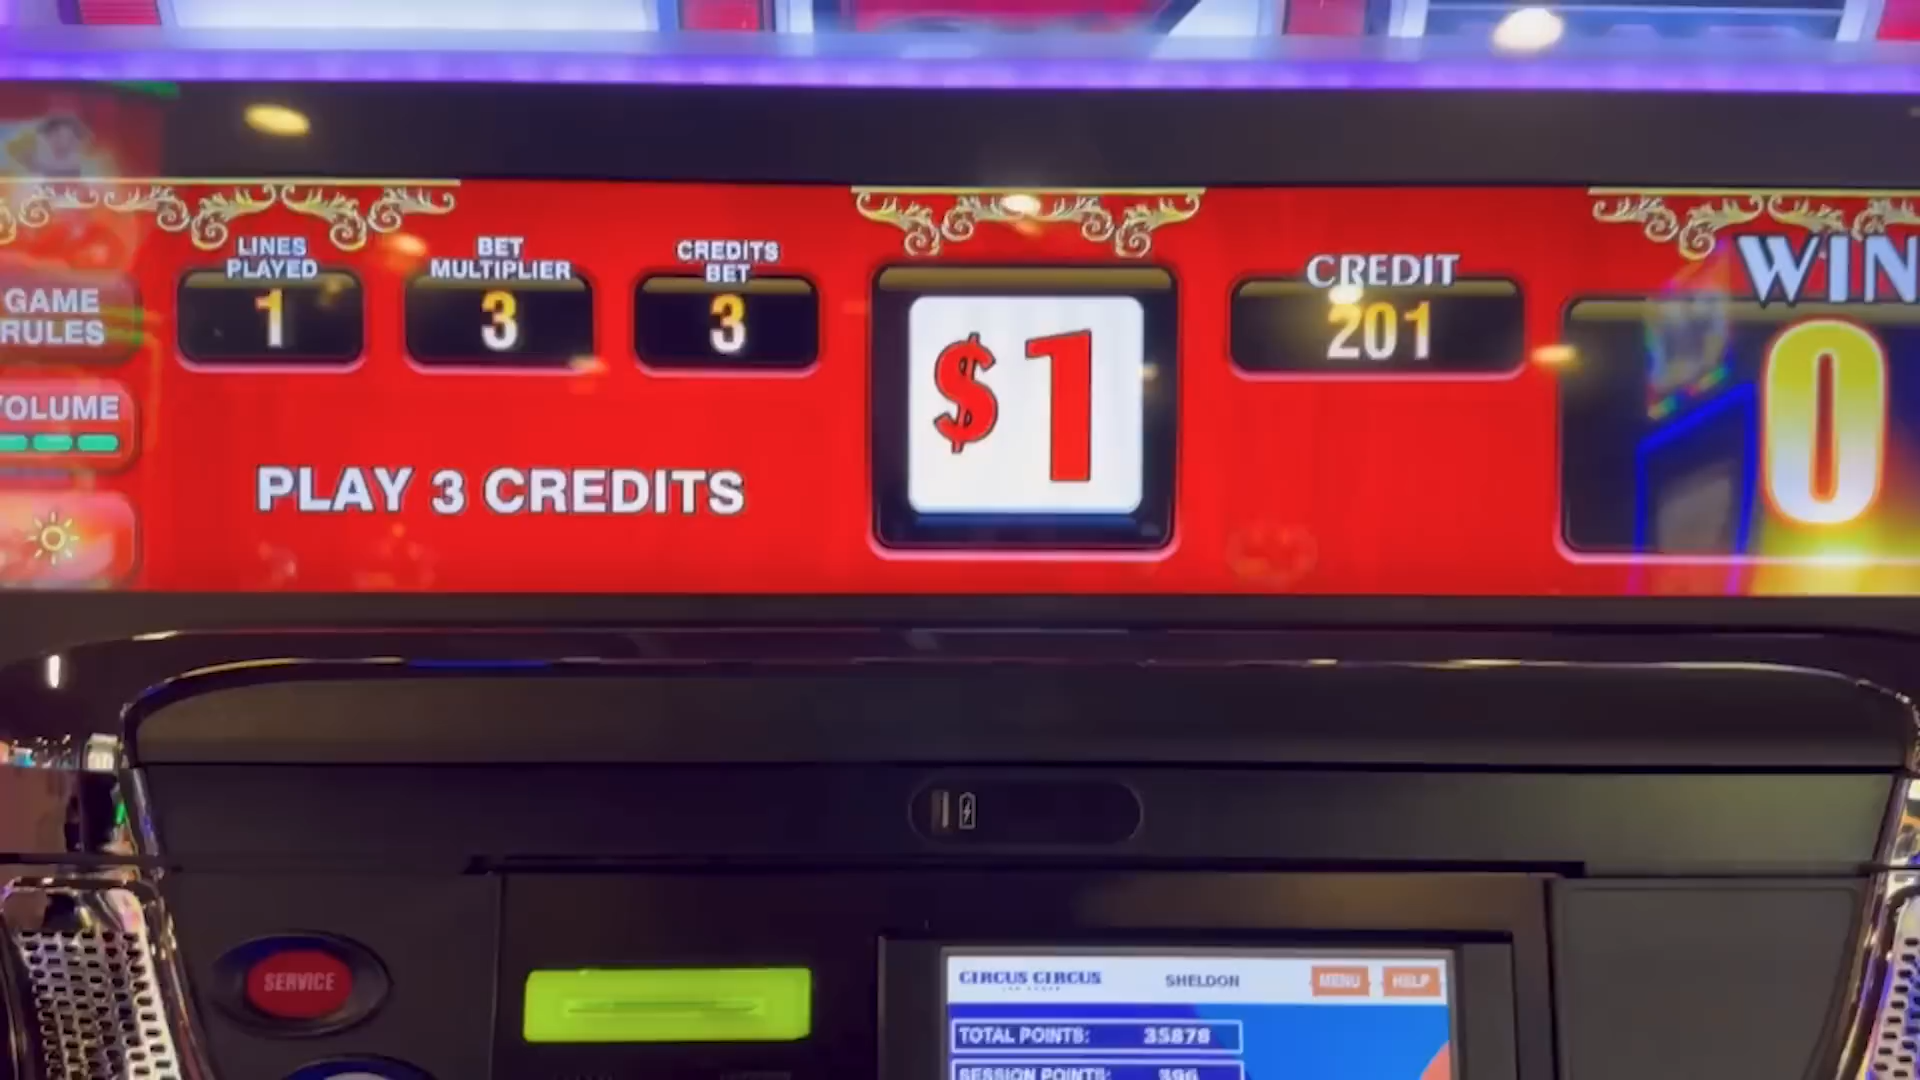 LINES
PLAYED
1
BET
MULTIPLIER
3
CREDITS
BET
3
$1
CREDIT
201
WIN
0
GAME
RULES
VOLUME
PLAY 3 CREDITS
SERVICE
CIRCUS CIRCUS
SHELDON
MENU
HELP
TOTAL POINTS: 35878
SESSION POINTS: 396